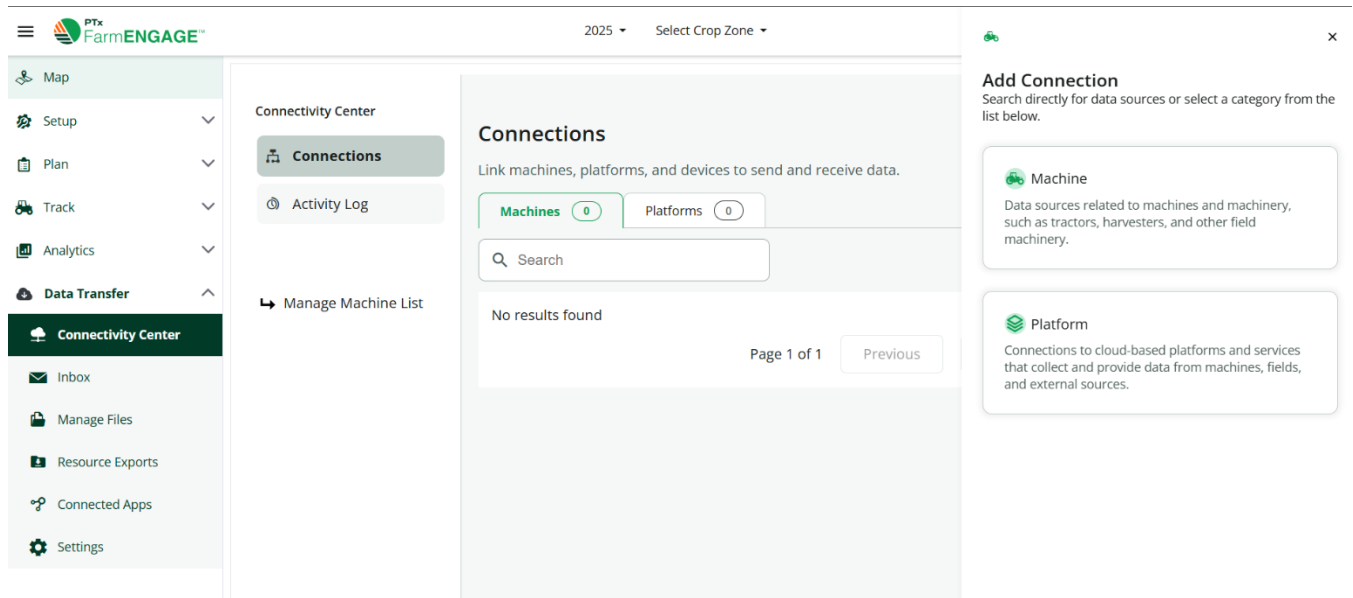 PTx
FarmENGAGE™
2025
Select Crop Zone
Map
Setup
Plan
Track
Analytics
Data Transfer
Connectivity Center
Inbox
Manage Files
Resource Exports
Connected Apps
Settings
Connectivity Center
Connections
Activity Log
Manage Machine List
Connections
Link machines, platforms, and devices to send and receive data.
Machines 0
Platforms 0
Search
No results found
Page 1 of 1
Previous
Add Connection
Search directly for data sources or select a category from the
list below.
Machine
Data sources related to machines and machinery,
such as tractors, harvesters, and other field
machinery.
Platform
Connections to cloud-based platforms and services
that collect and provide data from machines, fields,
and external sources.